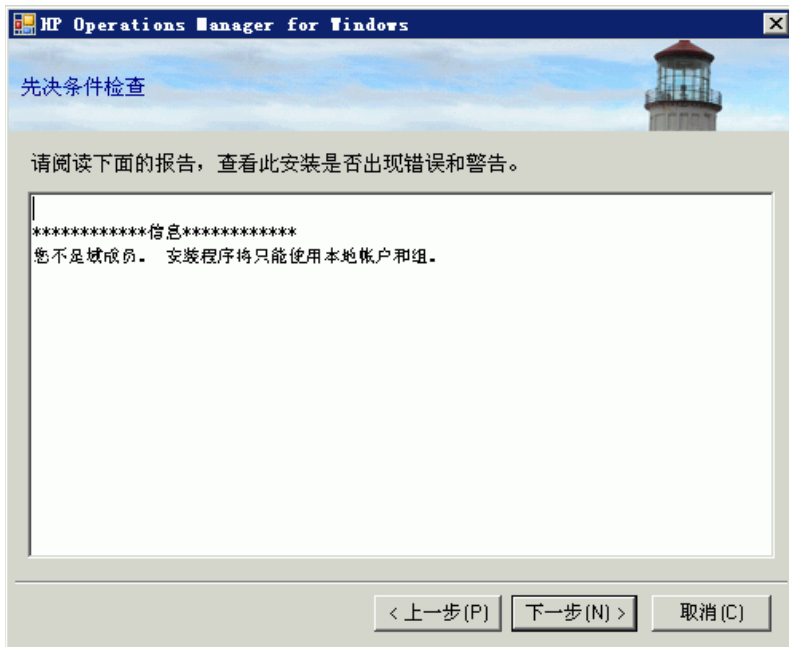 HP Operations Manager for Windows
先决条件检查
请阅读下面的报告，查看此安装是否出现错误和警告。
************信息************
您不是域成员。 安装程序将只能使用本地帐户和组。
<上一步(P) 下一步(N)> 取消(C)